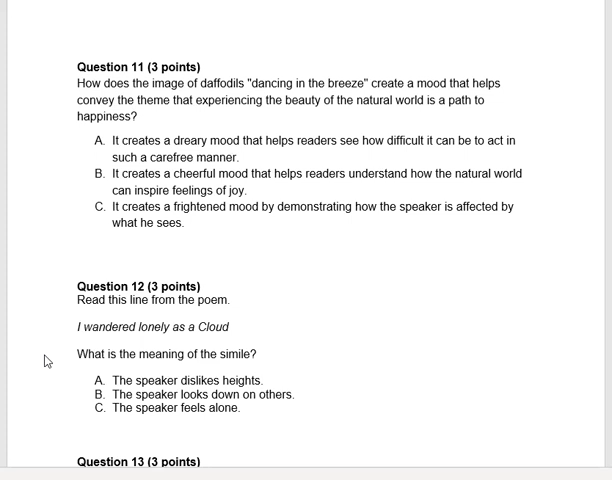 Question 11 (3 points)
How does the image of daffodils "dancing in the breeze" create a mood that helps
convey the theme that experiencing the beauty of the natural world is a path to
happiness?
A. It creates a dreary mood that helps readers see how difficult it can be to act in
such a carefree manner.
B. It creates a cheerful mood that helps readers understand how the natural world
can inspire feelings of joy.
C. It creates a frightened mood by demonstrating how the speaker is affected by
what he sees.
Question 12 (3 points)
Read this line from the poem.
I wandered lonely as a Cloud
What is the meaning of the simile?
A. The speaker dislikes heights.
B. The speaker looks down on others.
C. The speaker feels alone.
Question 13 (3 points)